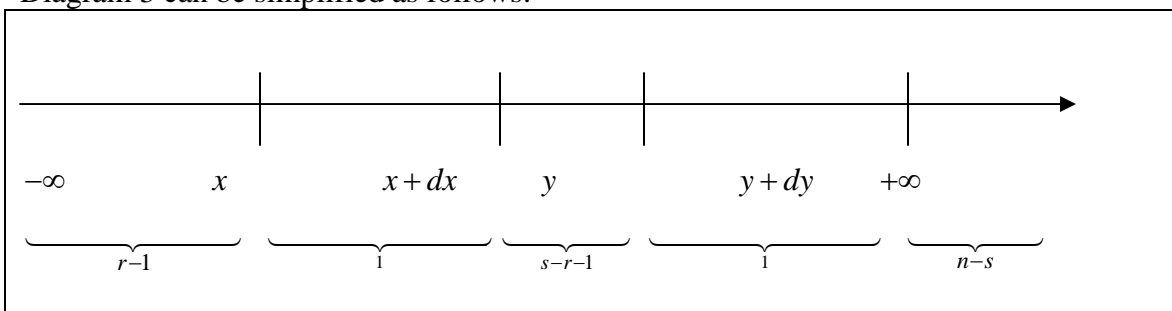 Diagram 3 can be simplified as follows:
−∞ x x + dx y y + dy +∞
r−1 1 s−r−1 1 n−s